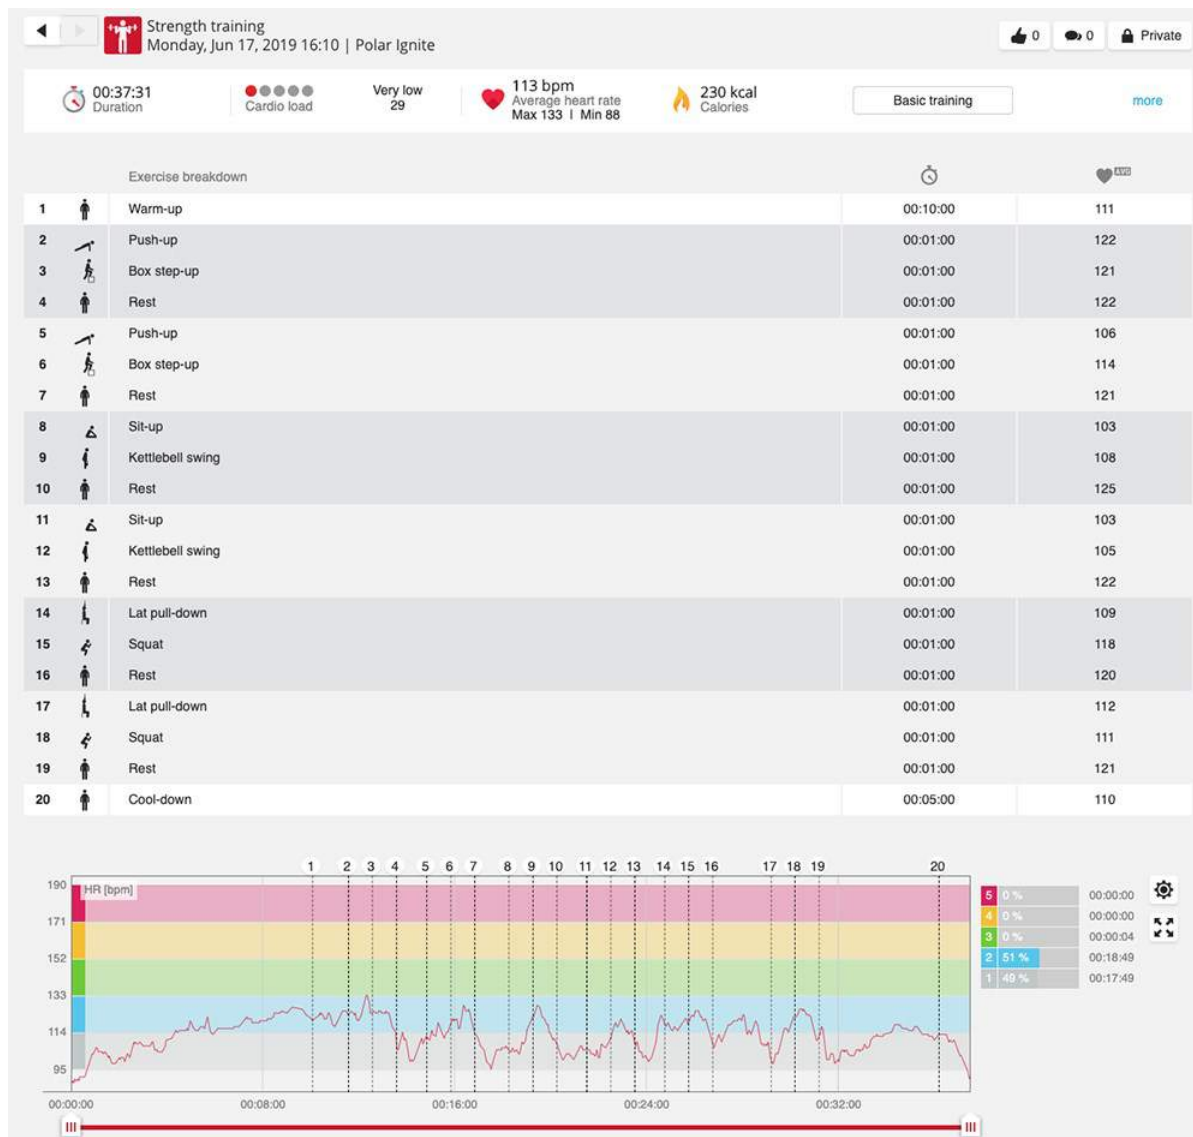 Strength training
Monday, Jun 17, 2019 16:10 | Polar Ignite
0 0 Private
00:37:31
Duration
Cardio load
Very low
29
113 bpm
Average heart rate
Max 133 | Min 88
230 kcal
Calories
Basic training
more
Exercise breakdown AVG
1 Warm-up 00:10:00 111
2 Push-up 00:01:00 122
3 Box step-up 00:01:00 121
4 Rest 00:01:00 122
5 Push-up 00:01:00 106
6 Box step-up 00:01:00 114
7 Rest 00:01:00 121
8 Sit-up 00:01:00 103
9 Kettlebell swing 00:01:00 108
10 Rest 00:01:00 125
11 Sit-up 00:01:00 103
12 Kettlebell swing 00:01:00 105
13 Rest 00:01:00 122
14 Lat pull-down 00:01:00 109
15 Squat 00:01:00 118
16 Rest 00:01:00 120
17 Lat pull-down 00:01:00 112
18 Squat 00:01:00 111
19 Rest 00:01:00 121
20 Cool-down 00:05:00 110
1 2 3 4 5 6 7 8 9 10 11 12 13 14 15 16 17 18 19 20
HR [bpm]
190
171
152
133
114
95
00:00:00 00:08:00 00:16:00 00:24:00 00:32:00
5 0 % 00:00:00
4 0 % 00:00:00
3 0 % 00:00:04
2 51 % 00:18:49
1 49 % 00:17:49